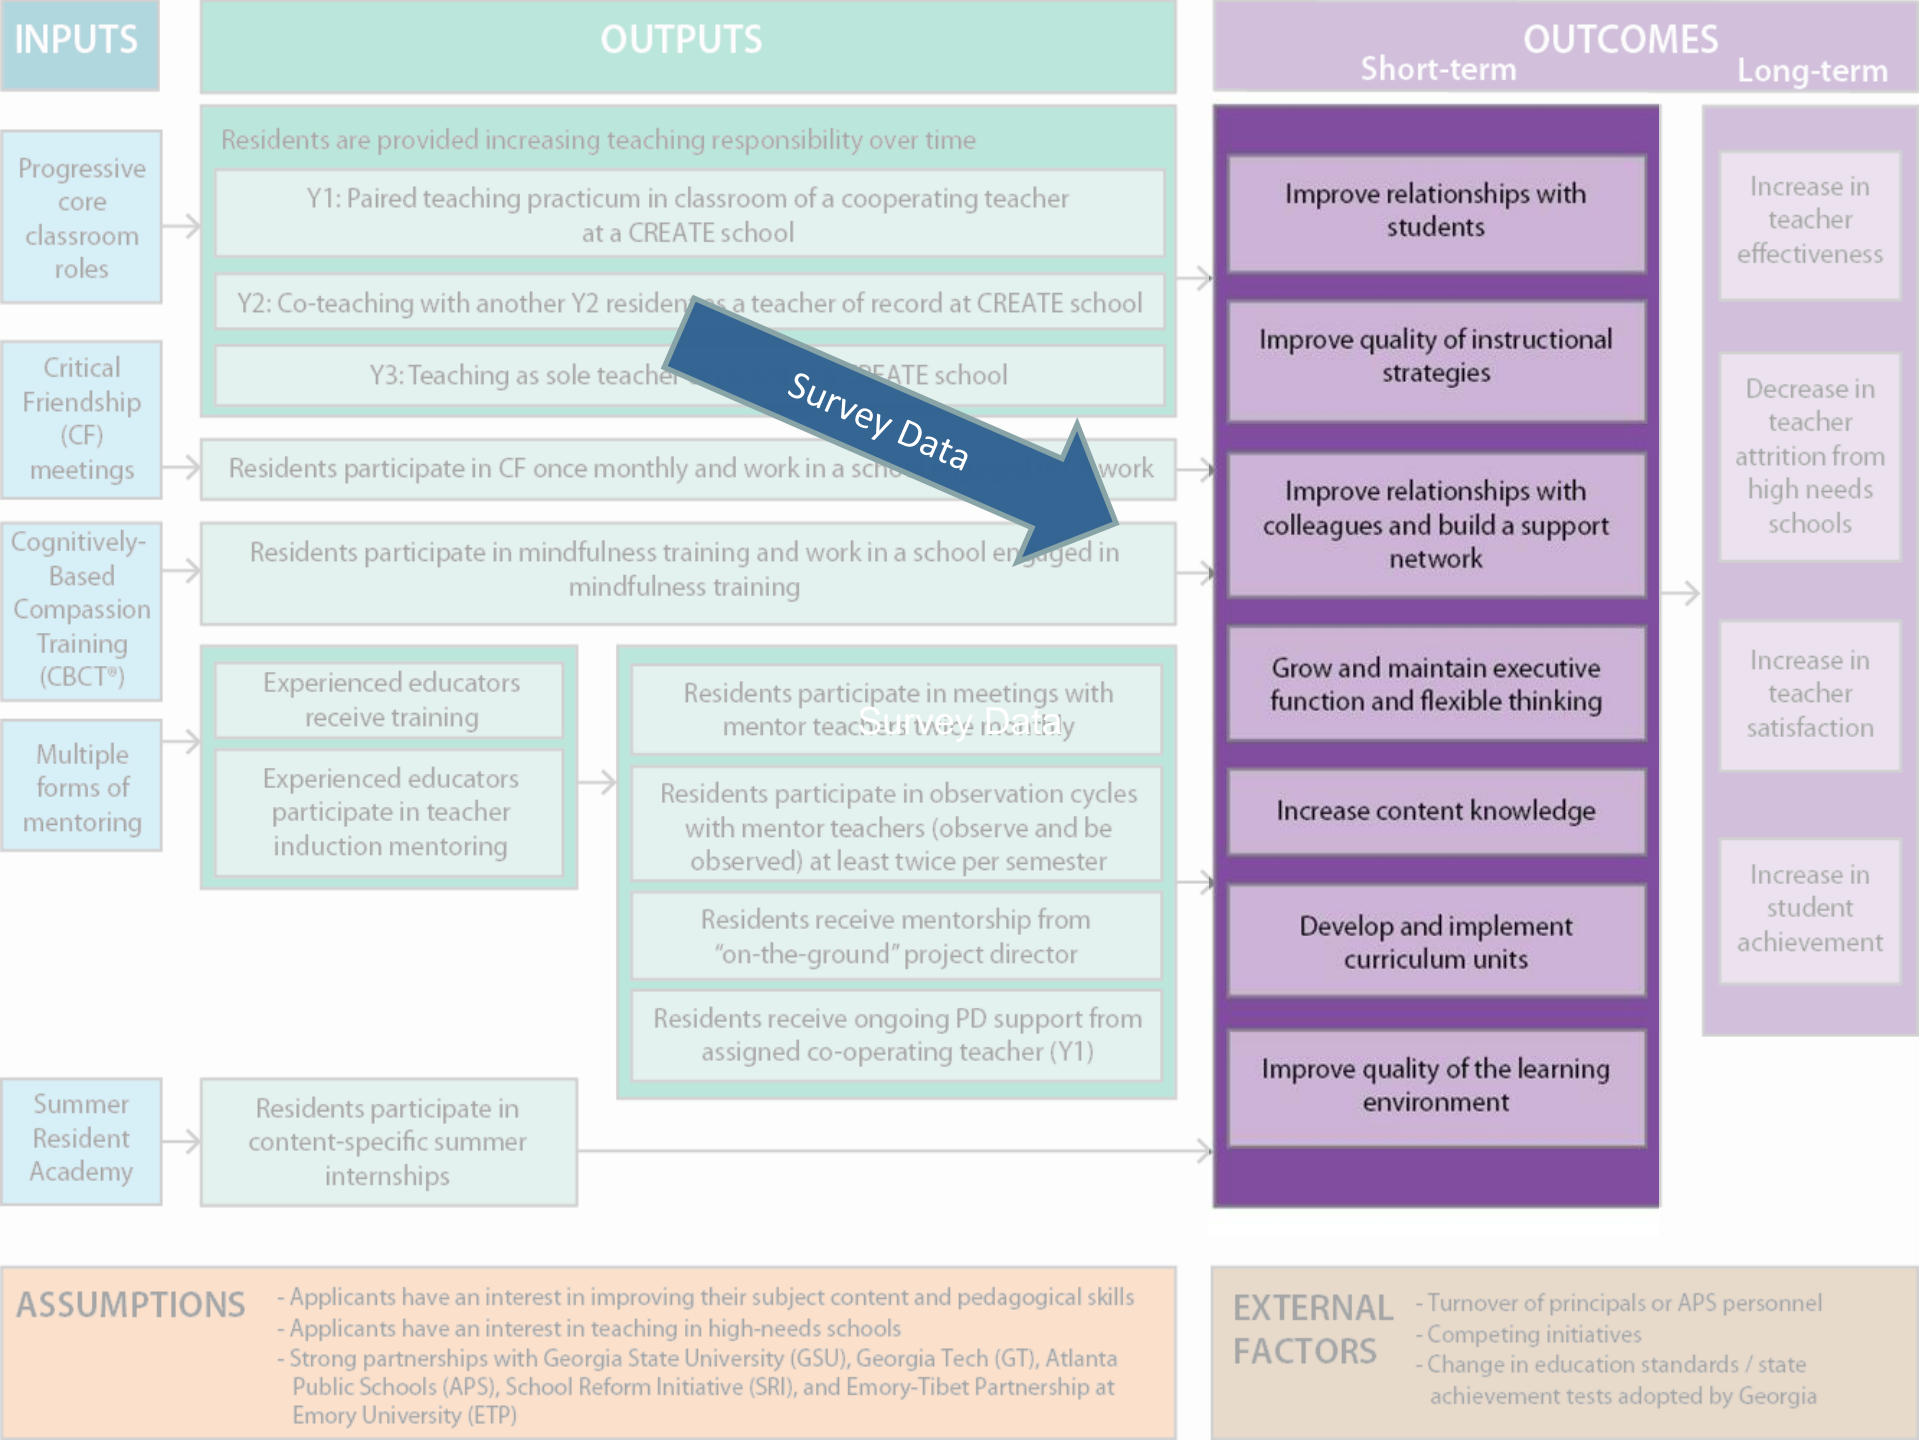 INPUTS
OUTPUTS
OUTCOMES
Short-term
Long-term
Progressive
core
classroom
roles
Critical
Friendship
(CF)
meetings
Cognitively-
Based
Compassion
Training
(CBCT®)
Multiple
forms of
mentoring
Summer
Resident
Academy
Residents are provided increasing teaching responsibility over time
Y1: Paired teaching practicum in classroom of a cooperating teacher
at a CREATE school
Y2: Co-teaching with another Y2 resident as a teacher of record at CREATE school
Y3: Teaching as sole teacher CREATE school
Survey Data
Residents participate in CF once monthly and work in a school work
Residents participate in mindfulness training and work in a school engaged in
mindfulness training
Experienced educators
receive training
Experienced educators
participate in teacher
induction mentoring
Residents participate in meetings with
mentor teachers twice monthly
Survey Data
Residents participate in observation cycles
with mentor teachers (observe and be
observed) at least twice per semester
Residents receive mentorship from
“on-the-ground” project director
Residents receive ongoing PD support from
assigned co-operating teacher (Y1)
Residents participate in
content-specific summer
internships
Improve relationships with
students
Improve quality of instructional
strategies
Improve relationships with
colleagues and build a support
network
Grow and maintain executive
function and flexible thinking
Increase content knowledge
Develop and implement
curriculum units
Improve quality of the learning
environment
Increase in
teacher
effectiveness
Decrease in
teacher
attrition from
high needs
schools
Increase in
teacher
satisfaction
Increase in
student
achievement
ASSUMPTIONS
- Applicants have an interest in improving their subject content and pedagogical skills
- Applicants have an interest in teaching in high-needs schools
- Strong partnerships with Georgia State University (GSU), Georgia Tech (GT), Atlanta
Public Schools (APS), School Reform Initiative (SRI), and Emory-Tibet Partnership at
Emory University (ETP)
EXTERNAL
FACTORS
- Turnover of principals or APS personnel
- Competing initiatives
- Change in education standards / state
achievement tests adopted by Georgia